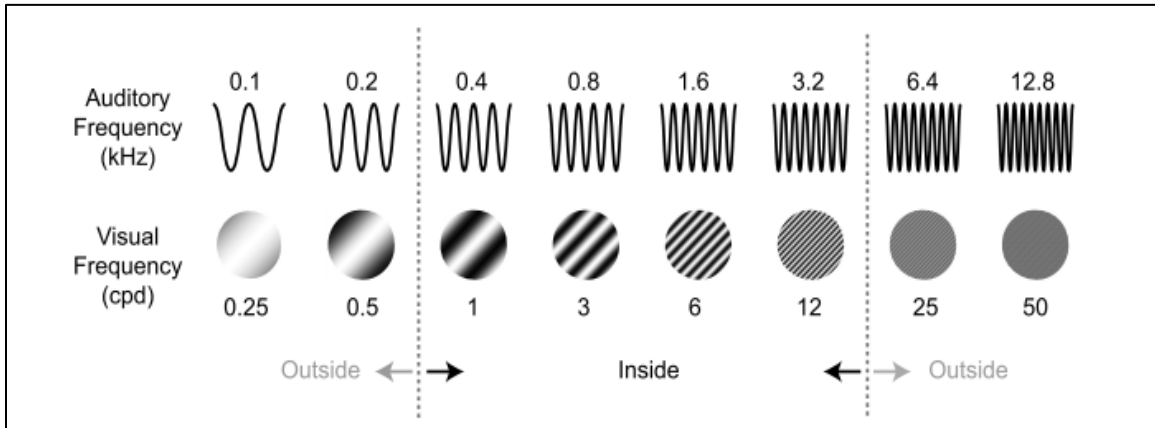 0.1 0.2 0.4 0.8 1.6 3.2 6.4 12.8
Auditory
Frequency
(kHz)
Visual
Frequency
(cpd)
0.25 0.5 1 3 6 12 25 50
Outside Inside Outside